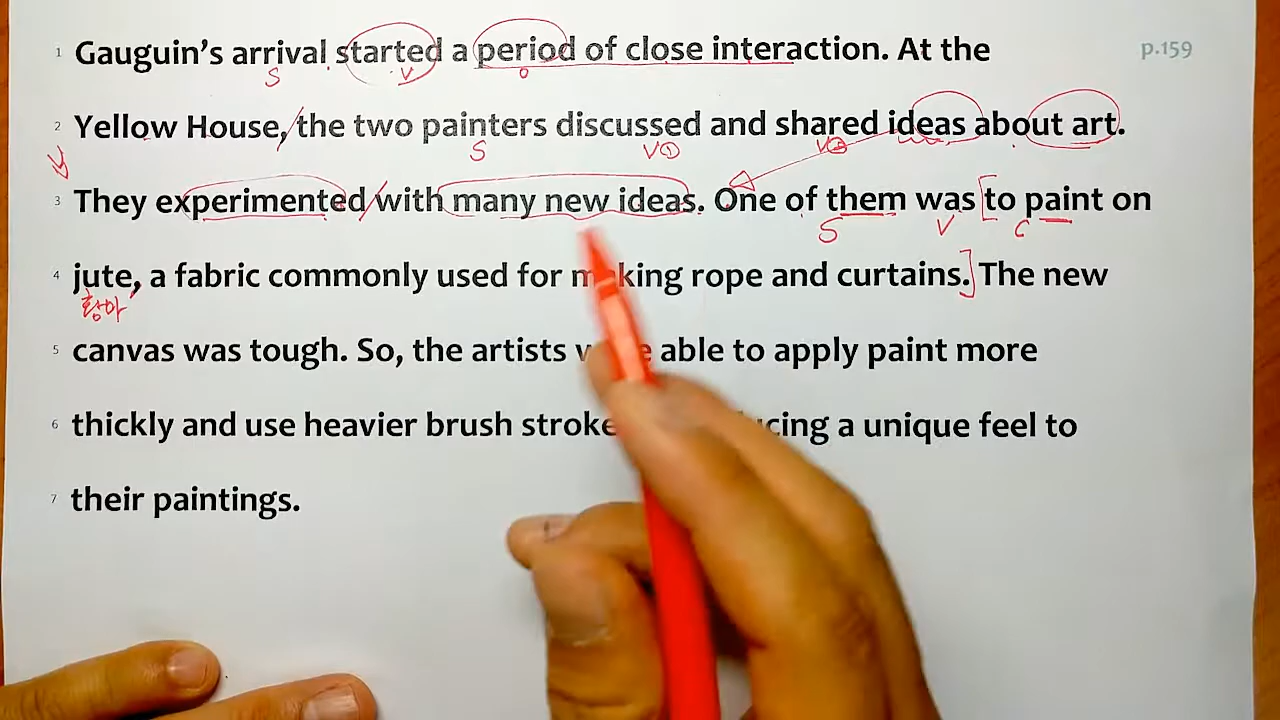 1 Gauguin's arrival started a period of close interaction. At the p.159
S V O
2 Yellow House, the two painters discussed and shared ideas about art.
S V① V②
3 They experimented with many new ideas. One of them was to paint on
S V C
4 jute, a fabric commonly used for making rope and curtains. The new
황마
5 canvas was tough. So, the artists able to apply paint more
6 thickly and use heavier brush a unique feel to
7 their paintings.